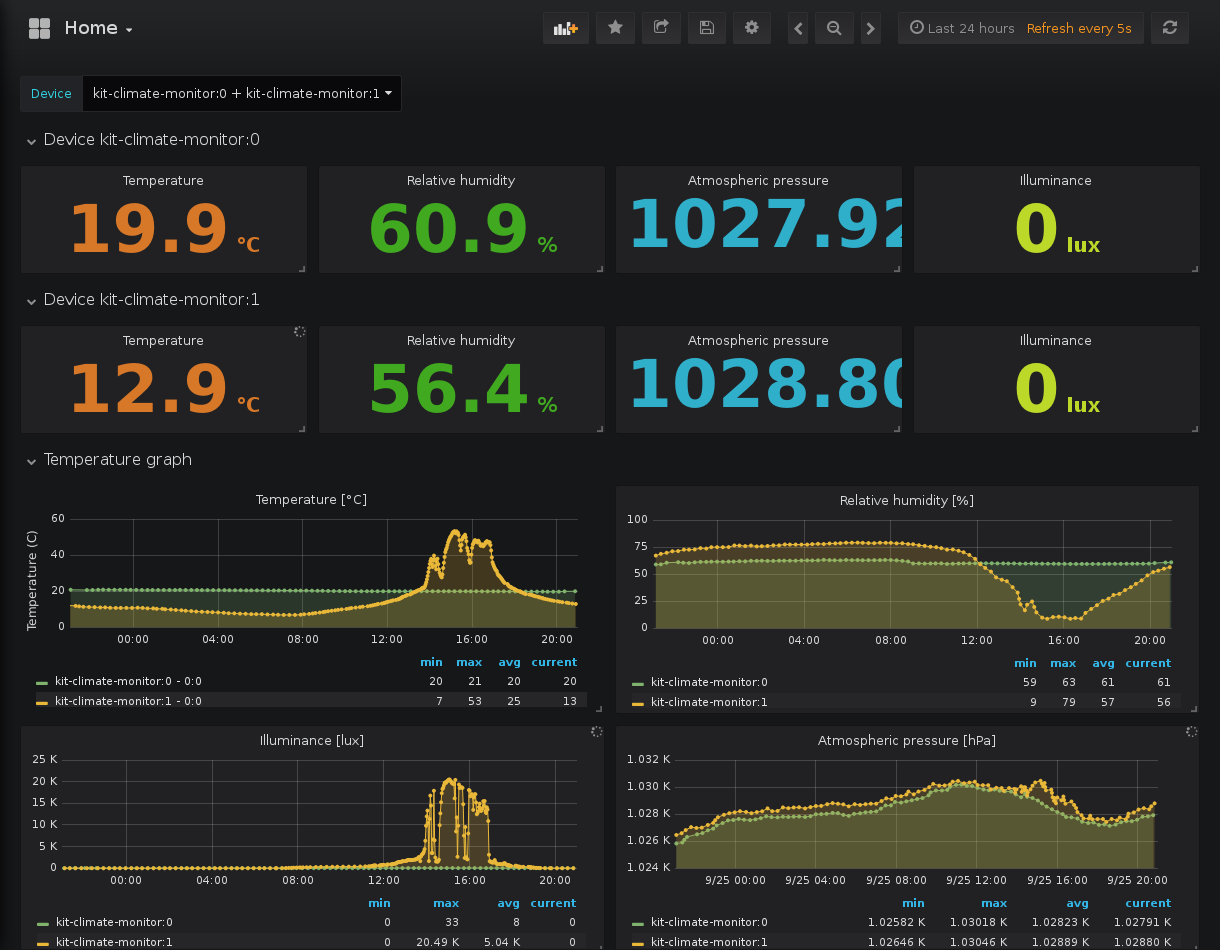 Home
Last 24 hours Refresh every 5s
Device kit-climate-monitor:0 + kit-climate-monitor:1
Device kit-climate-monitor:0
Temperature Relative humidity Atmospheric pressure Illuminance
19.9 °C 60.9 % 1027.92 0 lux
Device kit-climate-monitor:1
Temperature Relative humidity Atmospheric pressure Illuminance
12.9 °C 56.4 % 1028.80 0 lux
Temperature graph
Temperature [°C]
Temperature (C)
60
40
20
0
00:00 04:00 08:00 12:00 16:00 20:00
min max avg current
kit-climate-monitor:0 - 0:0 20 21 20 20
kit-climate-monitor:1 - 0:0 7 53 25 13
Relative humidity [%]
100
75
50
25
0
00:00 04:00 08:00 12:00 16:00 20:00
min max avg current
kit-climate-monitor:0 59 63 61 61
kit-climate-monitor:1 9 79 57 56
Illuminance [lux]
25 K
20 K
15 K
10 K
5 K
0
00:00 04:00 08:00 12:00 16:00 20:00
min max avg current
kit-climate-monitor:0 0 33 8 0
kit-climate-monitor:1 0 20.49 K 5.04 K 0
Atmospheric pressure [hPa]
1.032 K
1.030 K
1.028 K
1.026 K
1.024 K
9/25 00:00 9/25 04:00 9/25 08:00 9/25 12:00 9/25 16:00 9/25 20:00
min max avg current
kit-climate-monitor:0 1.02582 K 1.03018 K 1.02823 K 1.02791 K
kit-climate-monitor:1 1.02646 K 1.03046 K 1.02889 K 1.02880 K